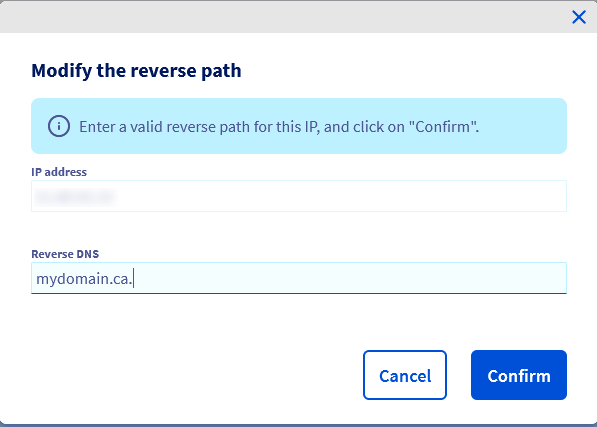 Modify the reverse path
Enter a valid reverse path for this IP, and click on "Confirm".
IP address
Reverse DNS
mydomain.ca.
Cancel
Confirm